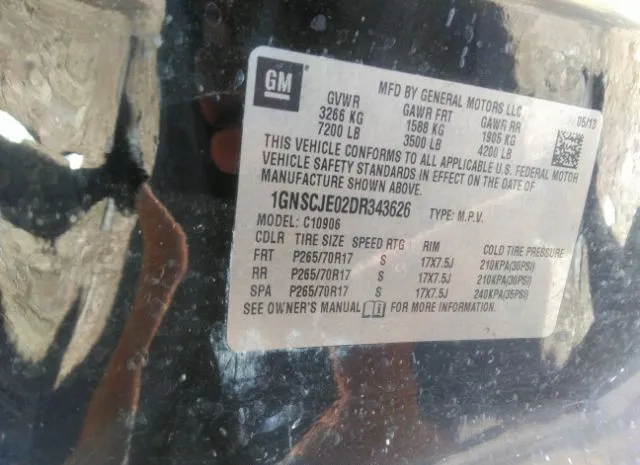 GM
MFD BY GENERAL MOTORS LLC
05/13
GVWR GAWR FRT GAWR RR
3266 KG 1588 KG 1905 KG
7200 LB 3500 LB 4200 LB
THIS VEHICLE CONFORMS TO ALL APPLICABLE U.S. FEDERAL MOTOR
VEHICLE SAFETY STANDARDS IN EFFECT ON THE DATE OF
MANUFACTURE SHOWN ABOVE.
1GNSCJE02DR343626 TYPE: M.P.V.
MODEL: C10906
CDLR TIRE SIZE SPEED RTG RIM COLD TIRE PRESSURE
FRT P265/70R17 S 17X7.5J 210KPA(30PSI)
RR P265/70R17 S 17X7.5J 210KPA(30PSI)
SPA P265/70R17 S 17X7.5J 240KPA(35PSI)
SEE OWNER'S MANUAL FOR MORE INFORMATION.